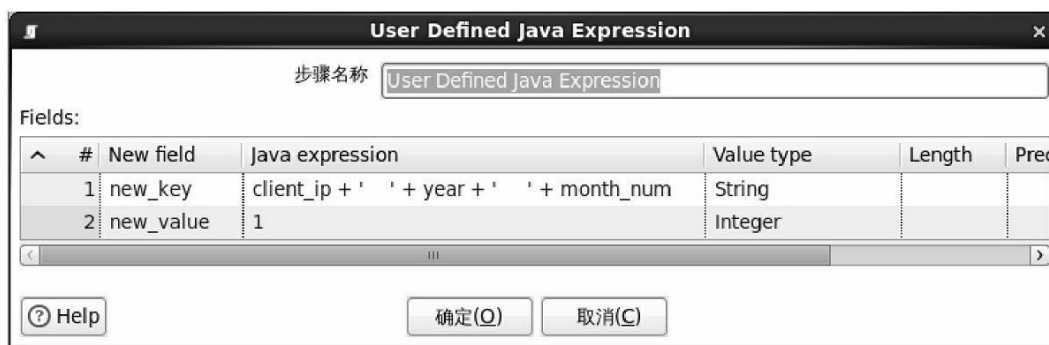 User Defined Java Expression
步骤名称 User Defined Java Expression
Fields:
# New field Java expression Value type Length Prec
1 new_key client_ip + '    ' + year + '    ' + month_num String
2 new_value 1 Integer
Help 确定(O) 取消(C)